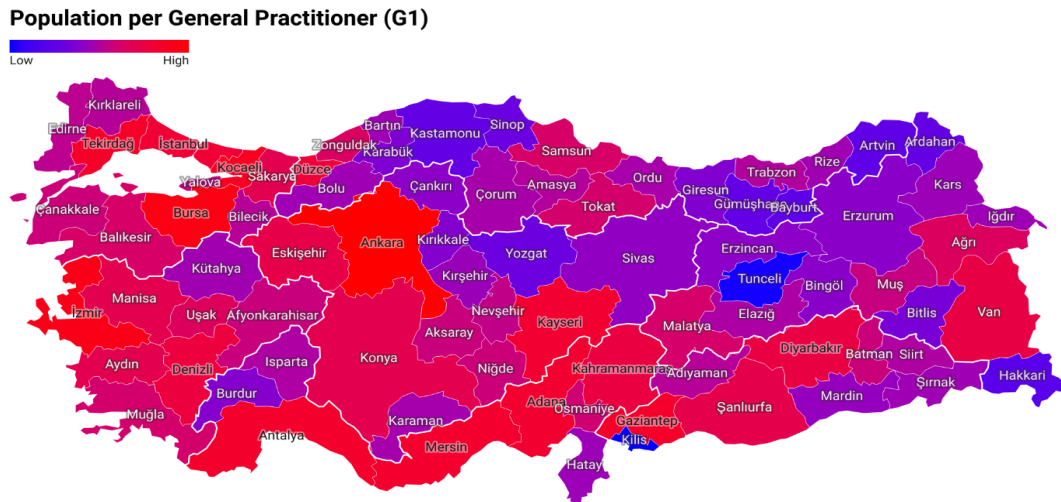 Population per General Practitioner (G1)
Low High
Kırklareli
Edirne
Tekirdağ
İstanbul
Kocaeli
Sakarya
Düzce
Zonguldak
Bartın
Karabük
Kastamonu
Sinop
Samsun
Ordu
Giresun
Trabzon
Rize
Artvin
Ardahan
Yalova
Bolu
Çankırı
Çorum
Amasya
Tokat
Gümüşhane
Bayburt
Erzurum
Kars
Iğdır
Çanakkale
Bursa
Bilecik
Balıkesir
Eskişehir
Ankara
Kırıkkale
Yozgat
Sivas
Erzincan
Ağrı
Kütahya
Kırşehir
Tunceli
Bingöl
Muş
Manisa
Uşak
Afyonkarahisar
Nevşehir
Kayseri
Malatya
Elazığ
Bitlis
Van
İzmir
Aksaray
Aydın
Denizli
Isparta
Konya
Niğde
Kahramanmaraş
Adıyaman
Diyarbakır
Batman
Siirt
Şırnak
Hakkari
Burdur
Muğla
Antalya
Karaman
Mersin
Adana
Osmaniye
Gaziantep
Kilis
Şanlıurfa
Mardin
Hatay